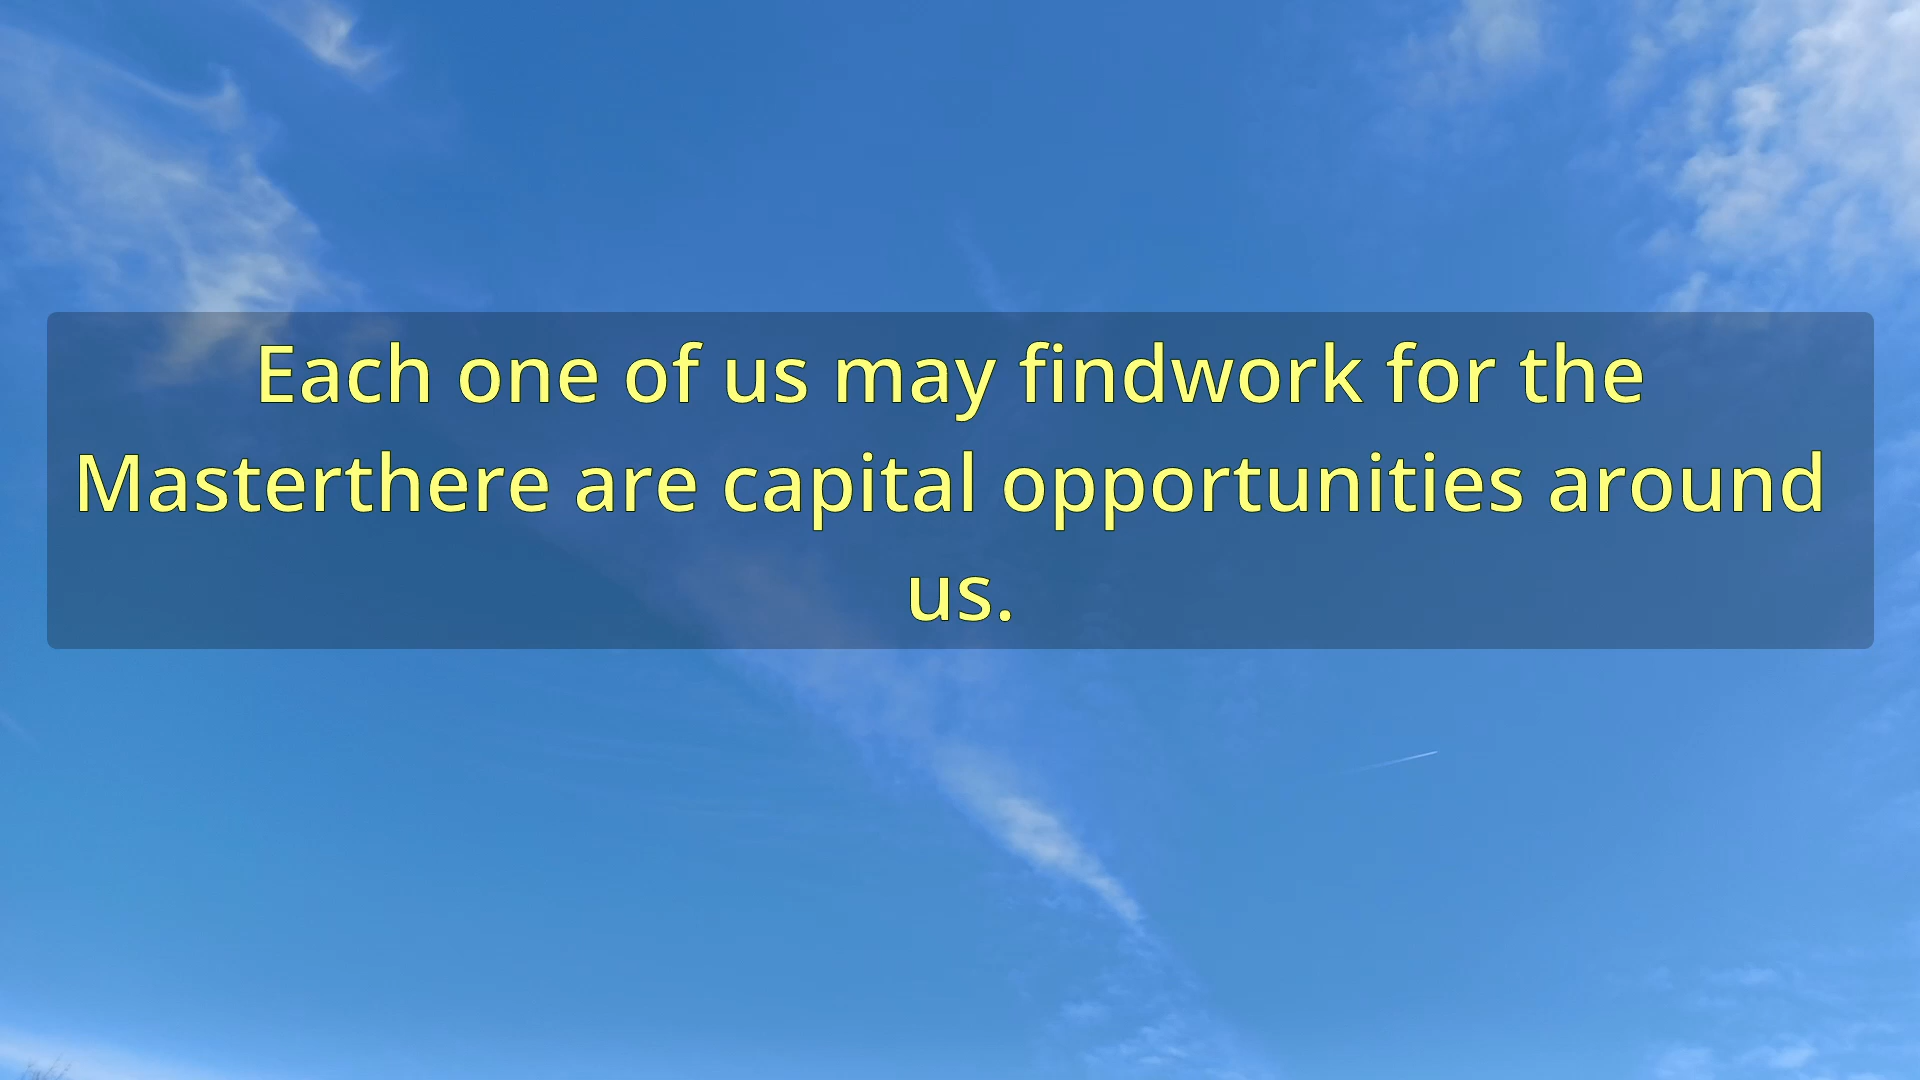 Each one of us may findwork for the
Masterthere are capital opportunities around
us.